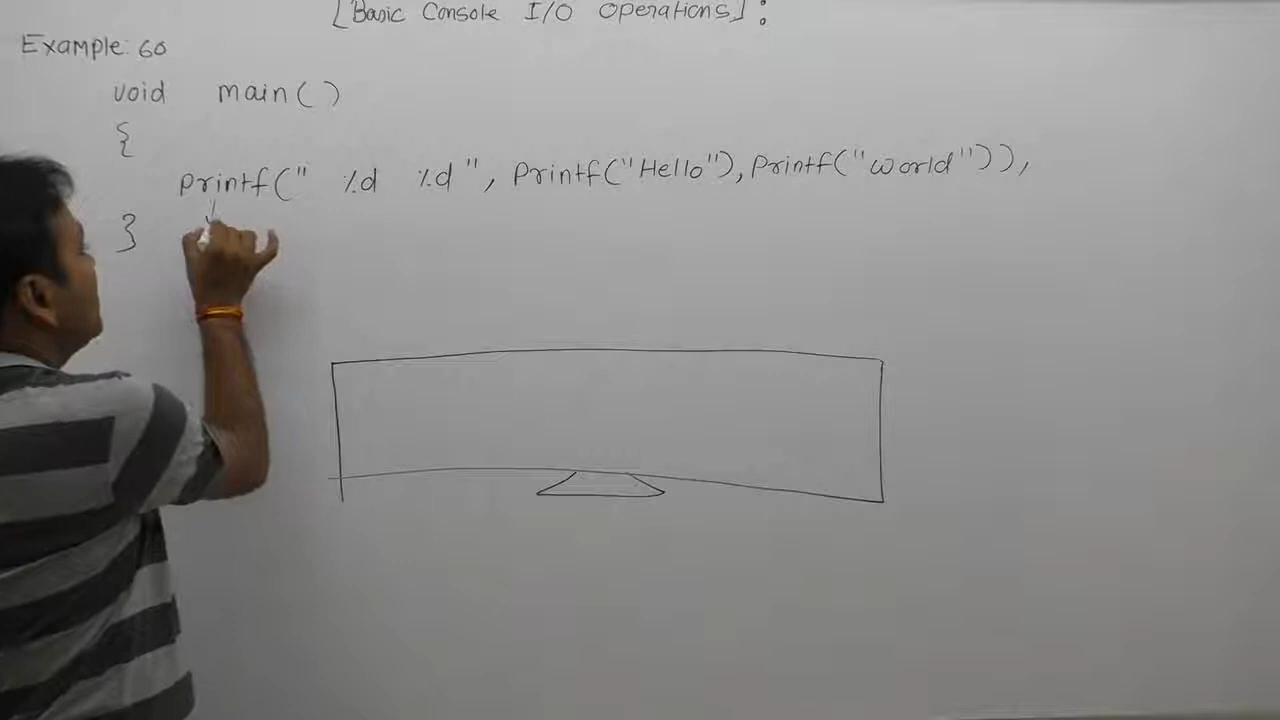 [Basic Console I/O Operations]:
Example: 60
void main()
{
printf(" %d %d", Printf("Hello"), Printf("World")),
}